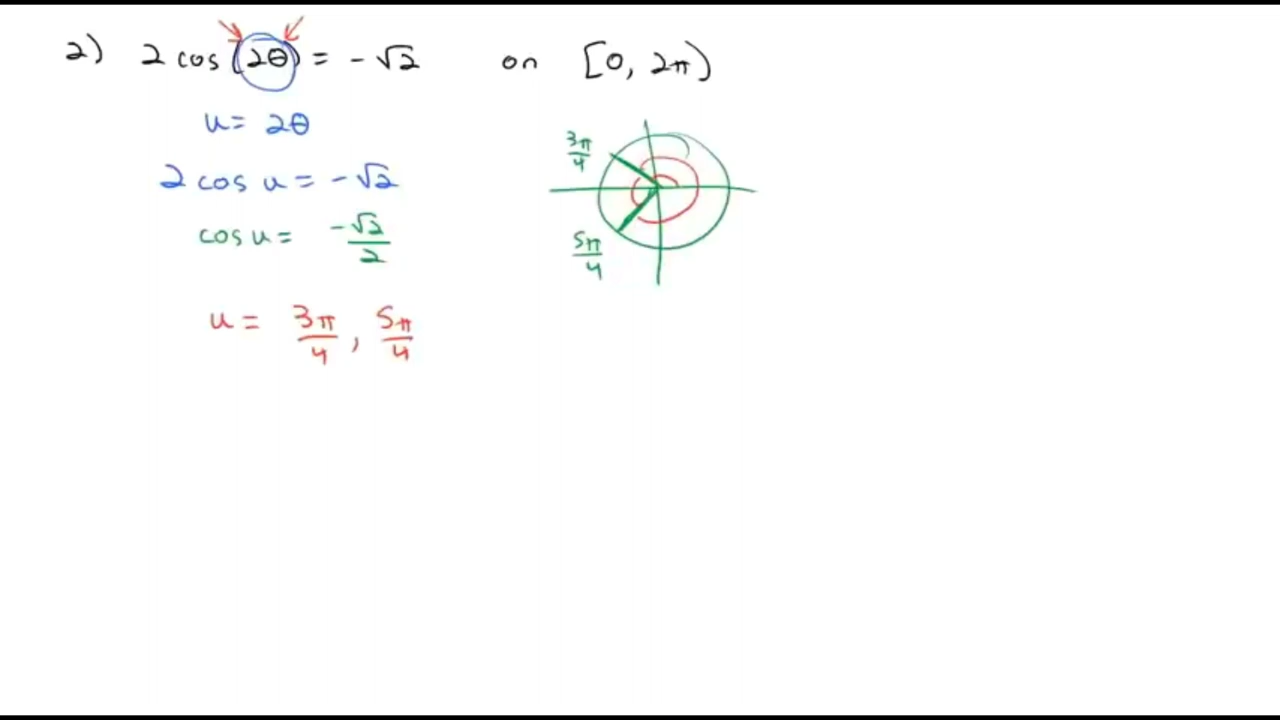 2) 2 cos (2θ) = -√2 on [0, 2π)
u = 2θ
2 cos u = -√2
cos u = -√2/2
u = 3π/4, 5π/4
3π/4
5π/4